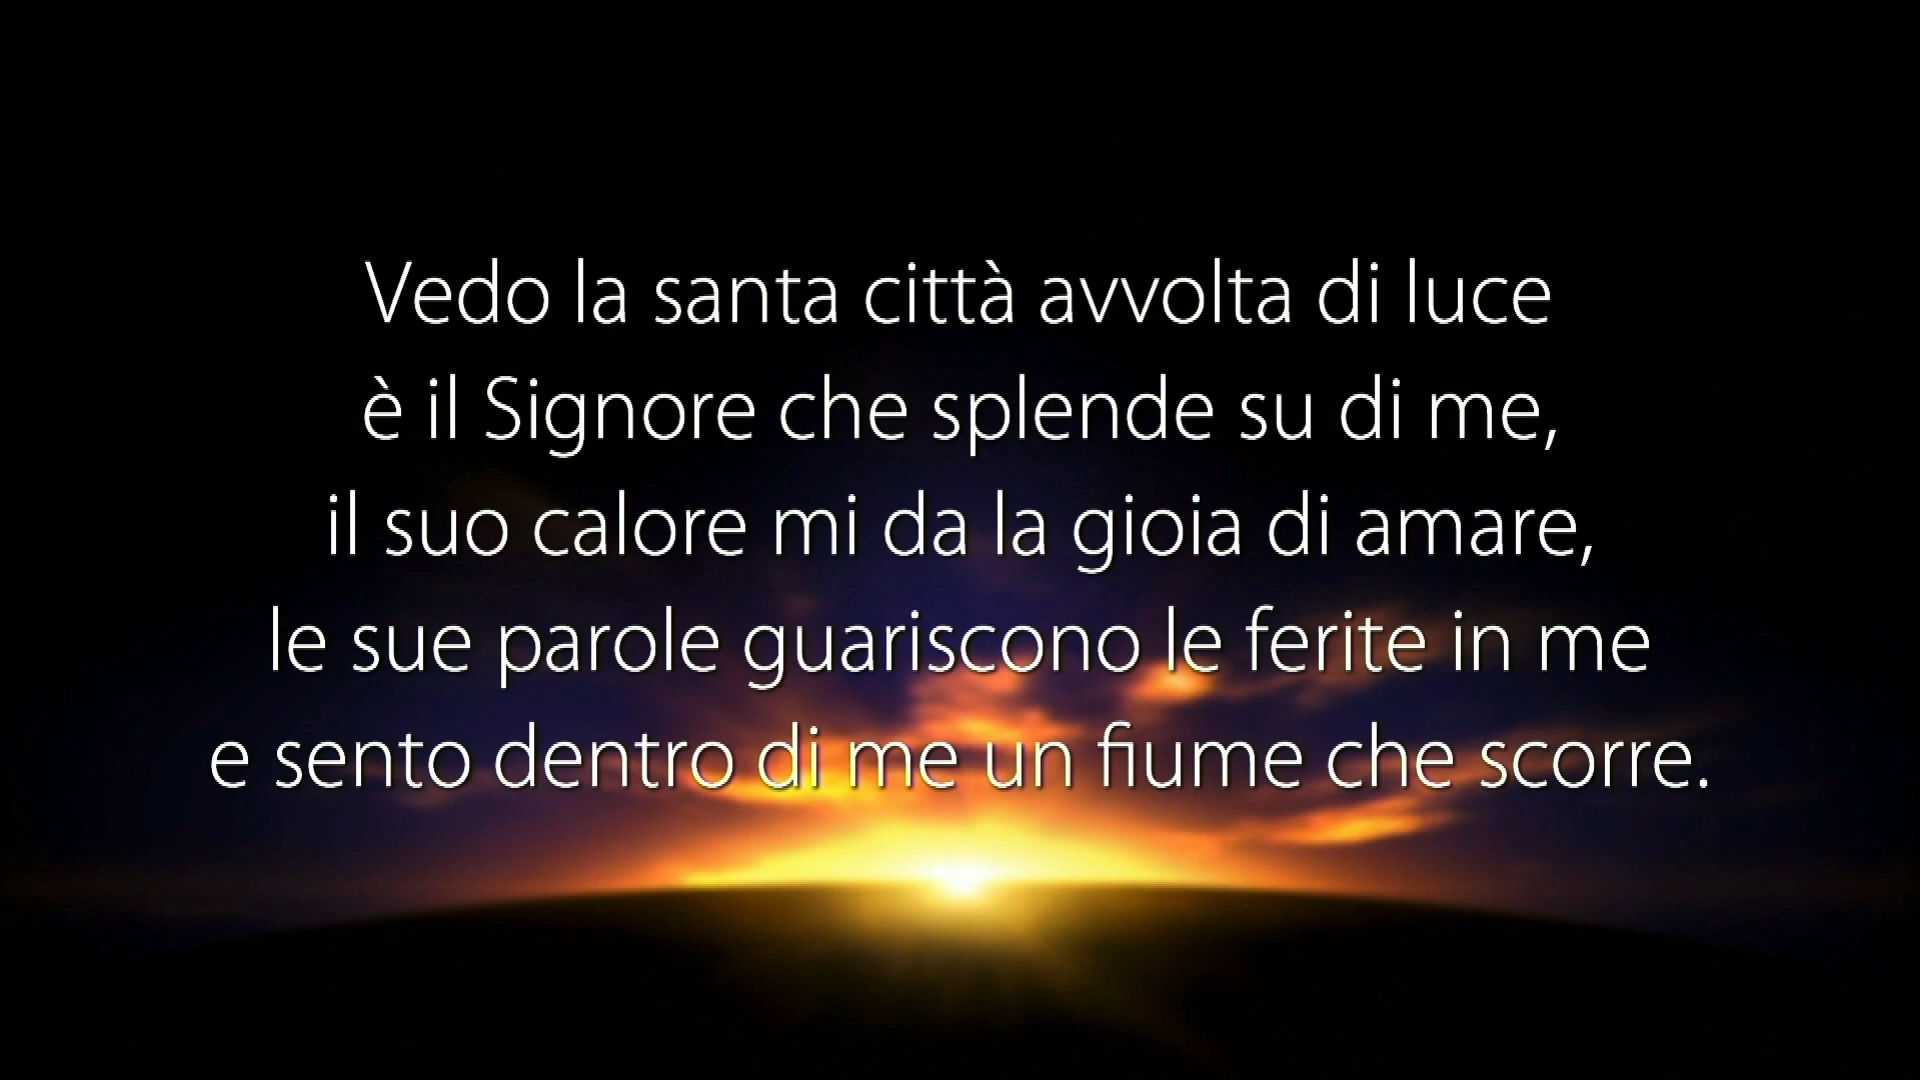 Vedo la santa città avvolta di luce
è il Signore che splende su di me,
il suo calore mi da la gioia di amare,
le sue parole guariscono le ferite in me
e sento dentro di me un fiume che scorre.